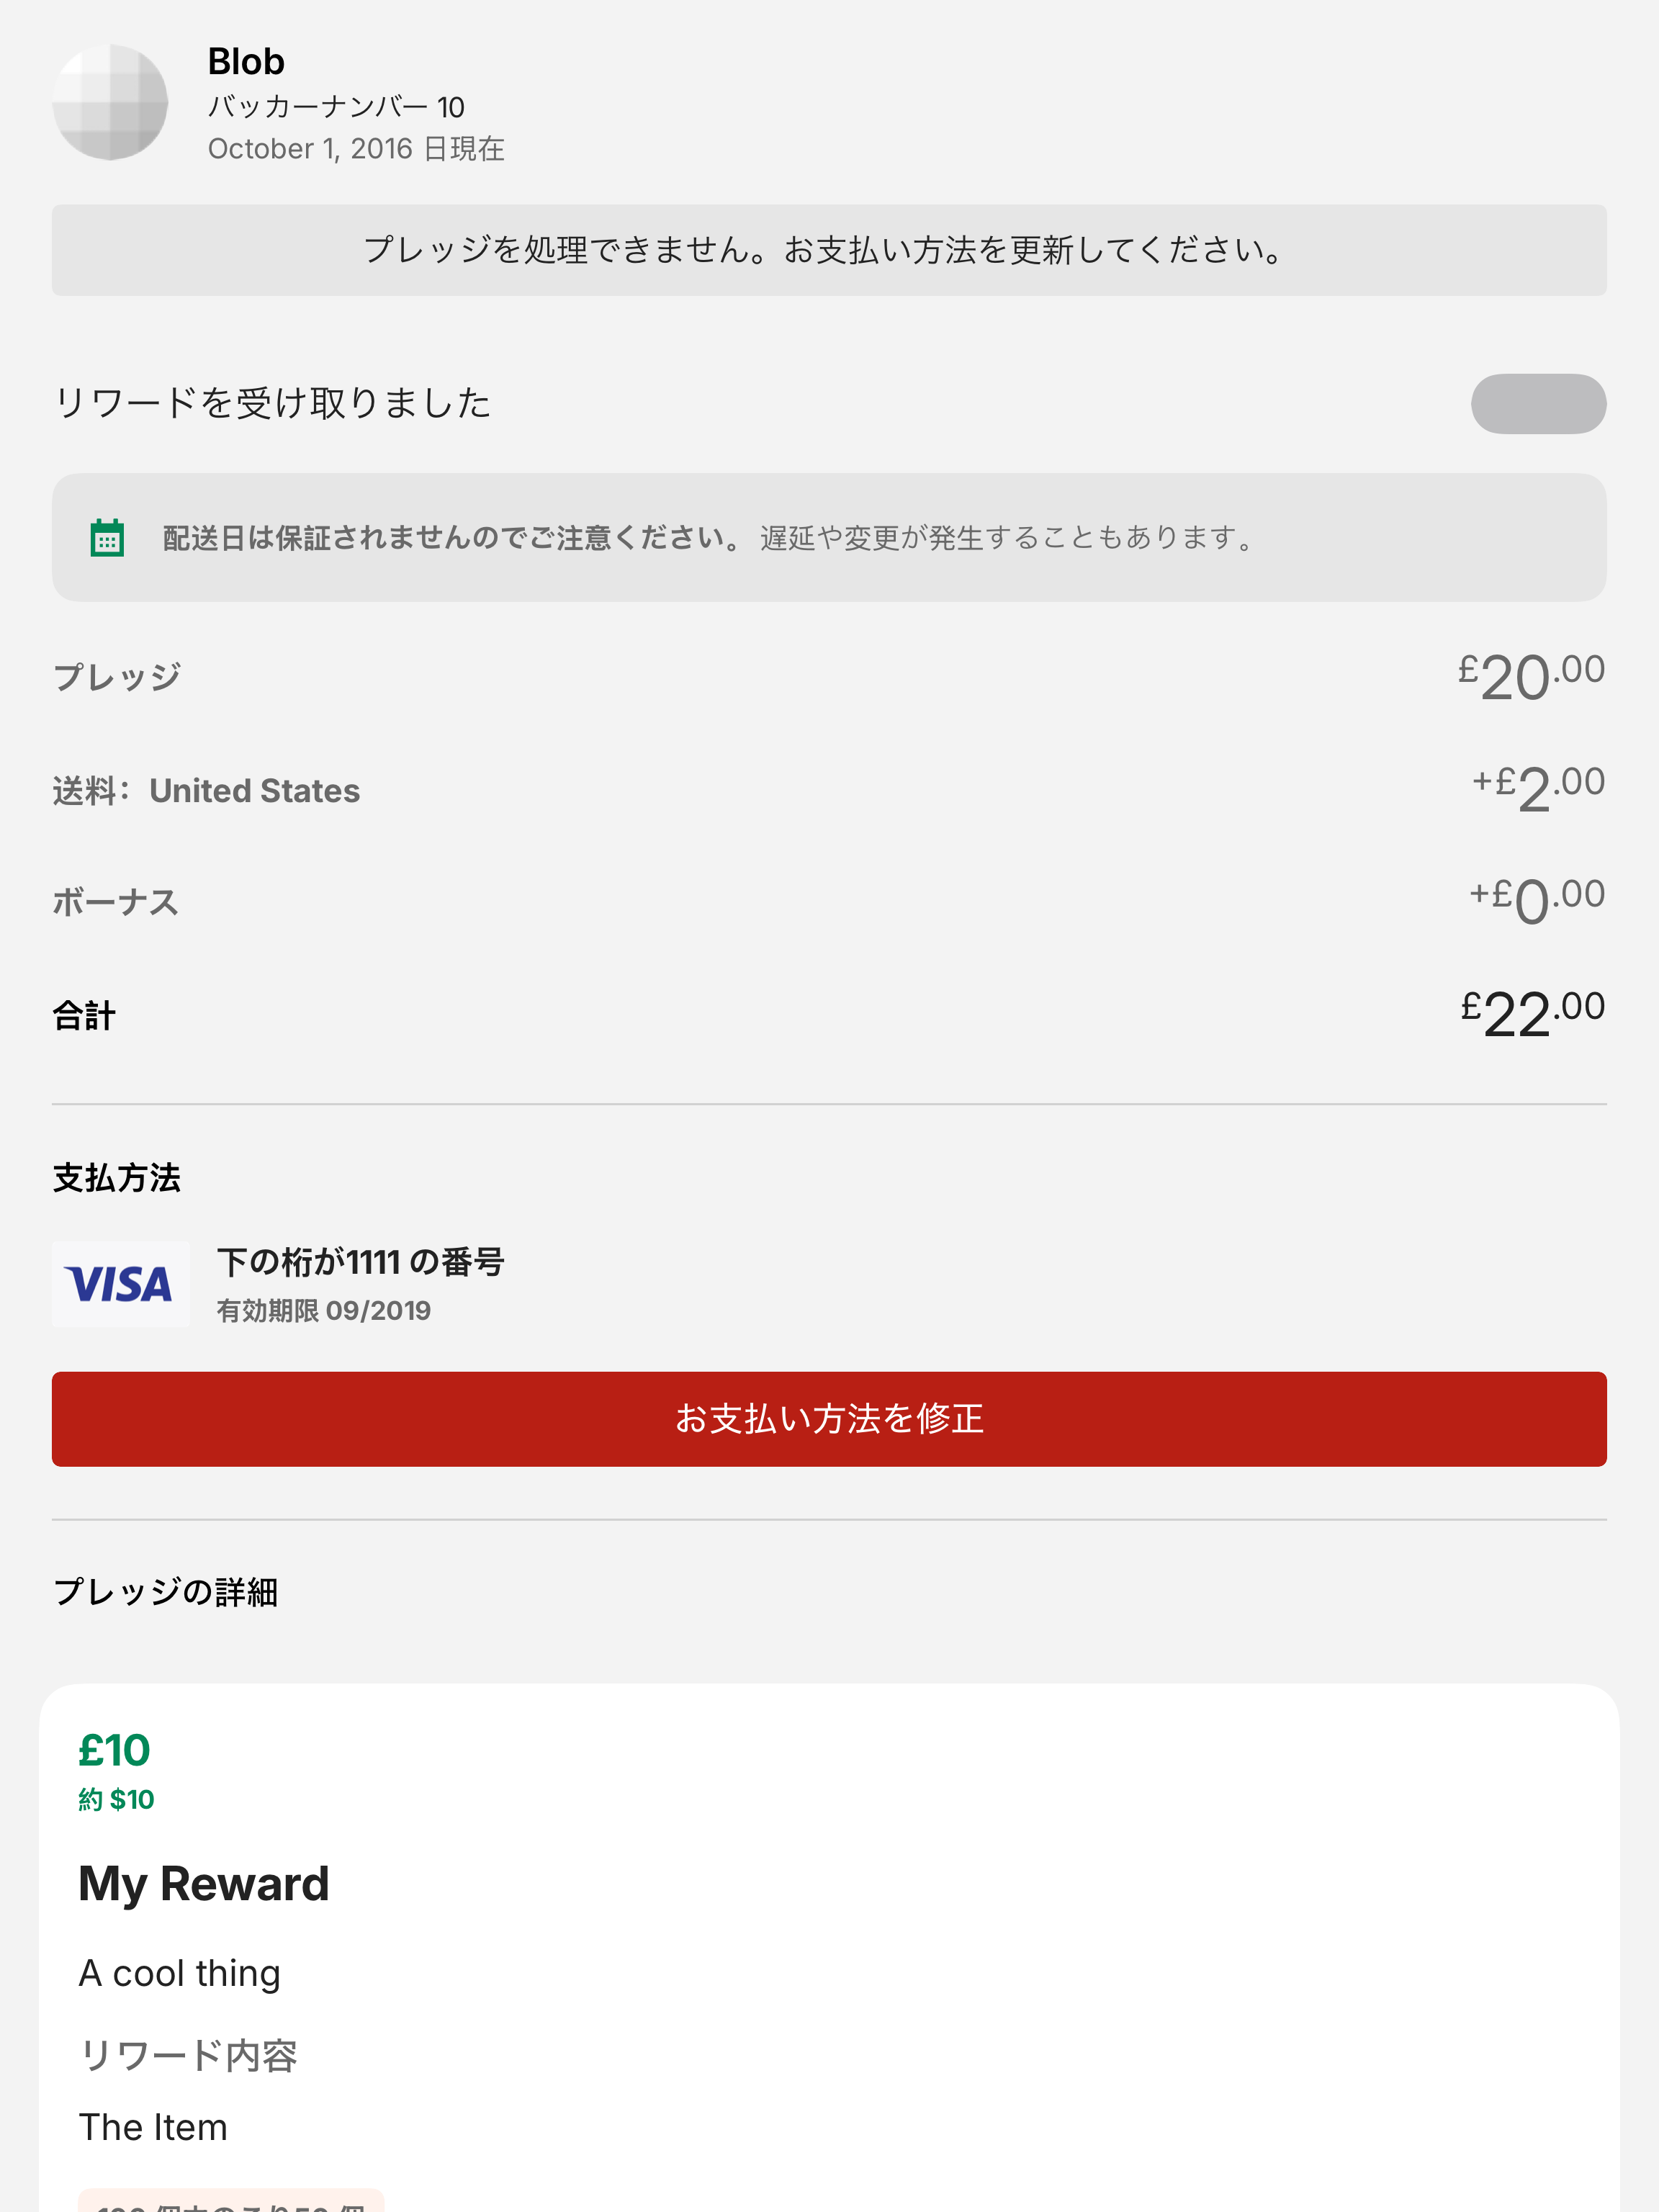 Blob
バッカーナンバー 10
October 1, 2016 日現在
プレッジを処理できません。お支払い方法を更新してください。
リワードを受け取りました
配送日は保証されませんのでご注意ください。 遅延や変更が発生することもあります。
プレッジ £20.00
送料： United States +£2.00
ボーナス +£0.00
合計 £22.00
支払方法
VISA
下の桁が1111 の番号
有効期限 09/2019
お支払い方法を修正
プレッジの詳細
£10
約 $10
My Reward
A cool thing
リワード内容
The Item